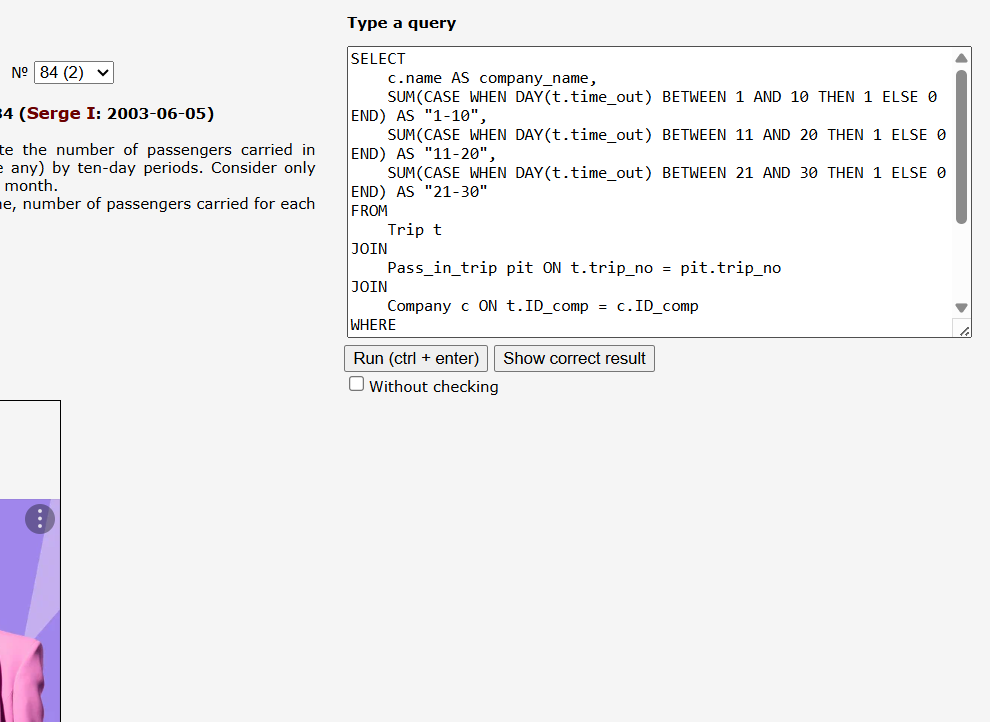 Type a query
Nº 84 (2)
84 (Serge I: 2003-06-05)
the number of passengers carried in
any) by ten-day periods. Consider only
month.
number of passengers carried for each
SELECT
    c.name AS company_name,
    SUM(CASE WHEN DAY(t.time_out) BETWEEN 1 AND 10 THEN 1 ELSE 0
END) AS "1-10",
    SUM(CASE WHEN DAY(t.time_out) BETWEEN 11 AND 20 THEN 1 ELSE 0
END) AS "11-20",
    SUM(CASE WHEN DAY(t.time_out) BETWEEN 21 AND 30 THEN 1 ELSE 0
END) AS "21-30"
FROM
    Trip t
JOIN
    Pass_in_trip pit ON t.trip_no = pit.trip_no
JOIN
    Company c ON t.ID_comp = c.ID_comp
WHERE
Run (ctrl + enter)
Show correct result
Without checking